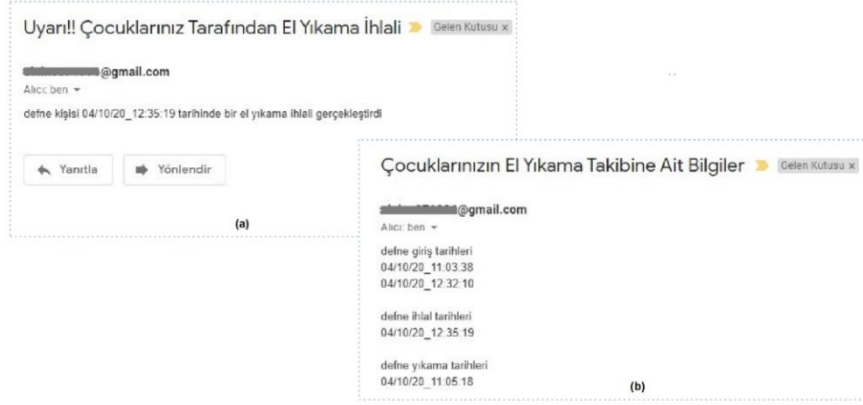 Uyarı!! Çocuklarınız Tarafından El Yıkama İhlali Gelen Kutusu x
@gmail.com
Alıcı: ben
defne kişisi 04/10/20_12:35:19 tarihinde bir el yıkama ihlali gerçekleştirdi
Yanıtla Yönlendir
(a)
Çocuklarınızın El Yıkama Takibine Ait Bilgiler Gelen Kutusu x
@gmail.com
Alıcı: ben
defne giriş tarihleri
04/10/20_11:03:38
04/10/20_12:32:10
defne ihlal tarihleri
04/10/20_12:35:19
defne yıkama tarihleri
04/10/20_11:05:18
(b)